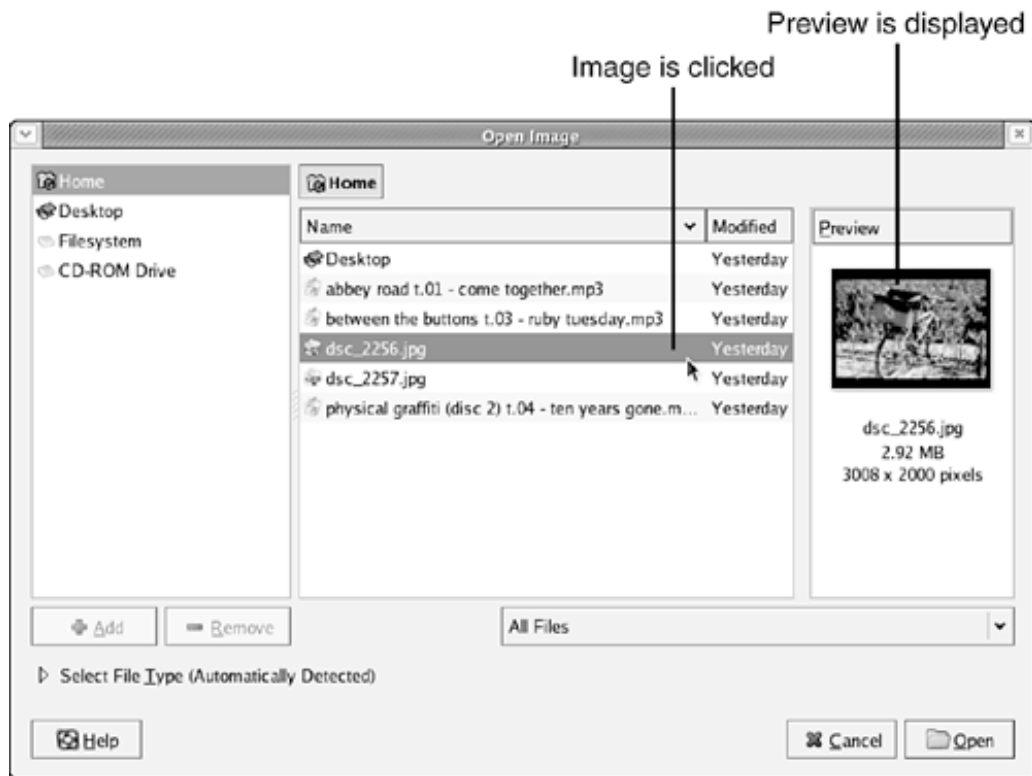 Preview is displayed
Image is clicked
Open Image
Home
Desktop
Filesystem
CD-ROM Drive
Home
Name
Modified
Desktop
Yesterday
abbey road t.01 - come together.mp3
Yesterday
between the buttons t.03 - ruby tuesday.mp3
Yesterday
dsc_2256.jpg
Yesterday
dsc_2257.jpg
Yesterday
physical graffiti (disc 2) t.04 - ten years gone.m...
Yesterday
Preview
dsc_2256.jpg
2.92 MB
3008 x 2000 pixels
Add
Remove
All Files
Select File Type (Automatically Detected)
Help
Cancel
Open